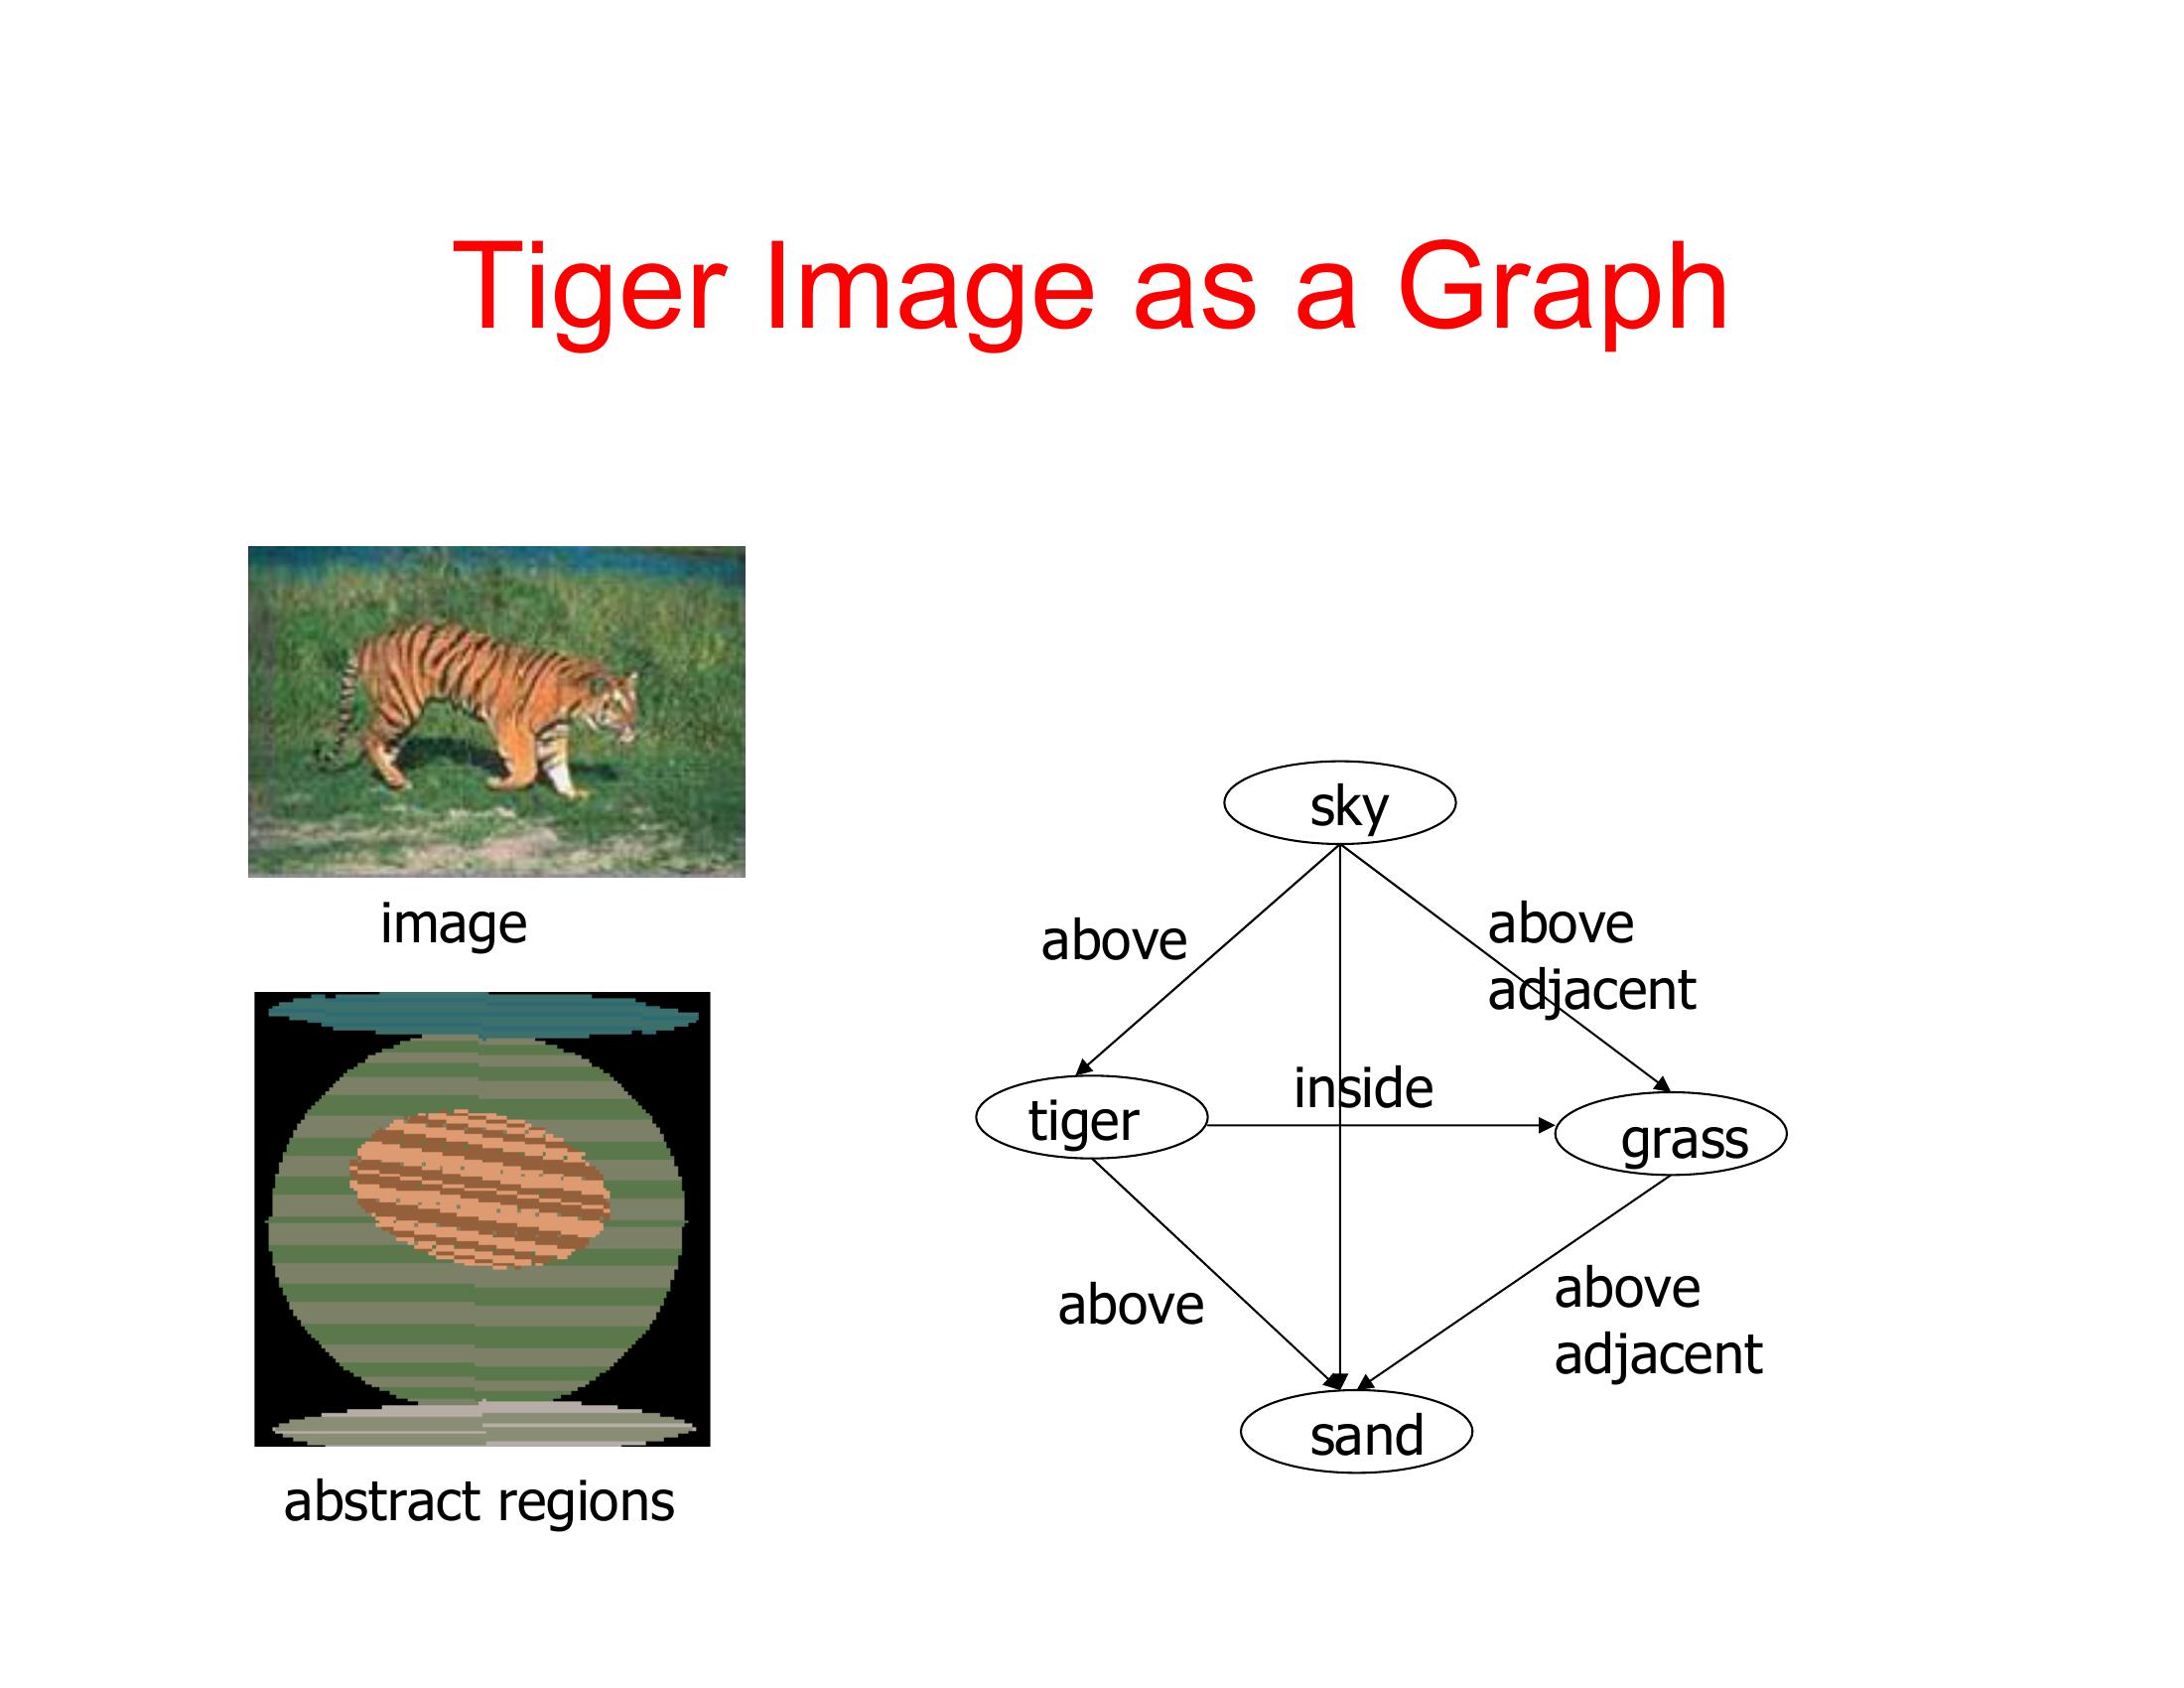 Tiger Image as a Graph
image
abstract regions
sky
above
above
adjacent
inside
tiger
grass
above
above
adjacent
sand